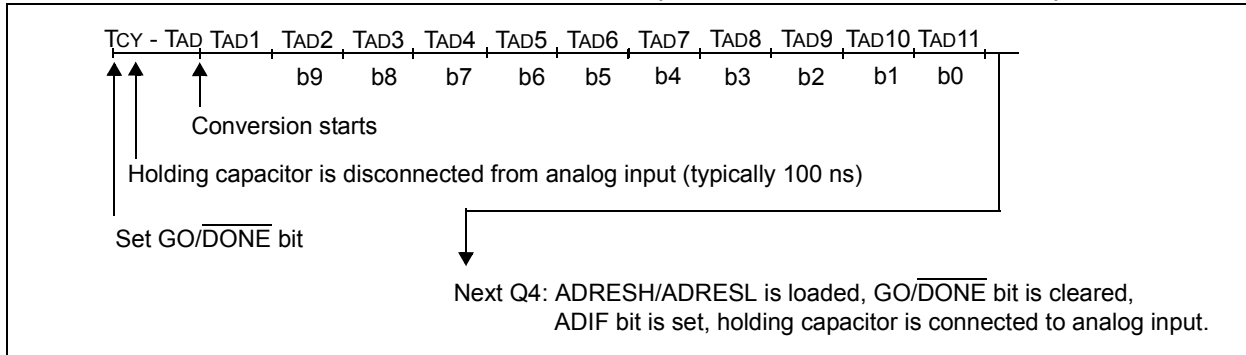 TCY - TAD TAD1 TAD2 TAD3 TAD4 TAD5 TAD6 TAD7 TAD8 TAD9 TAD10 TAD11
b9 b8 b7 b6 b5 b4 b3 b2 b1 b0
Conversion starts
Holding capacitor is disconnected from analog input (typically 100 ns)
Set GO/DONE bit
Next Q4: ADRESH/ADRESL is loaded, GO/DONE bit is cleared,
ADIF bit is set, holding capacitor is connected to analog input.